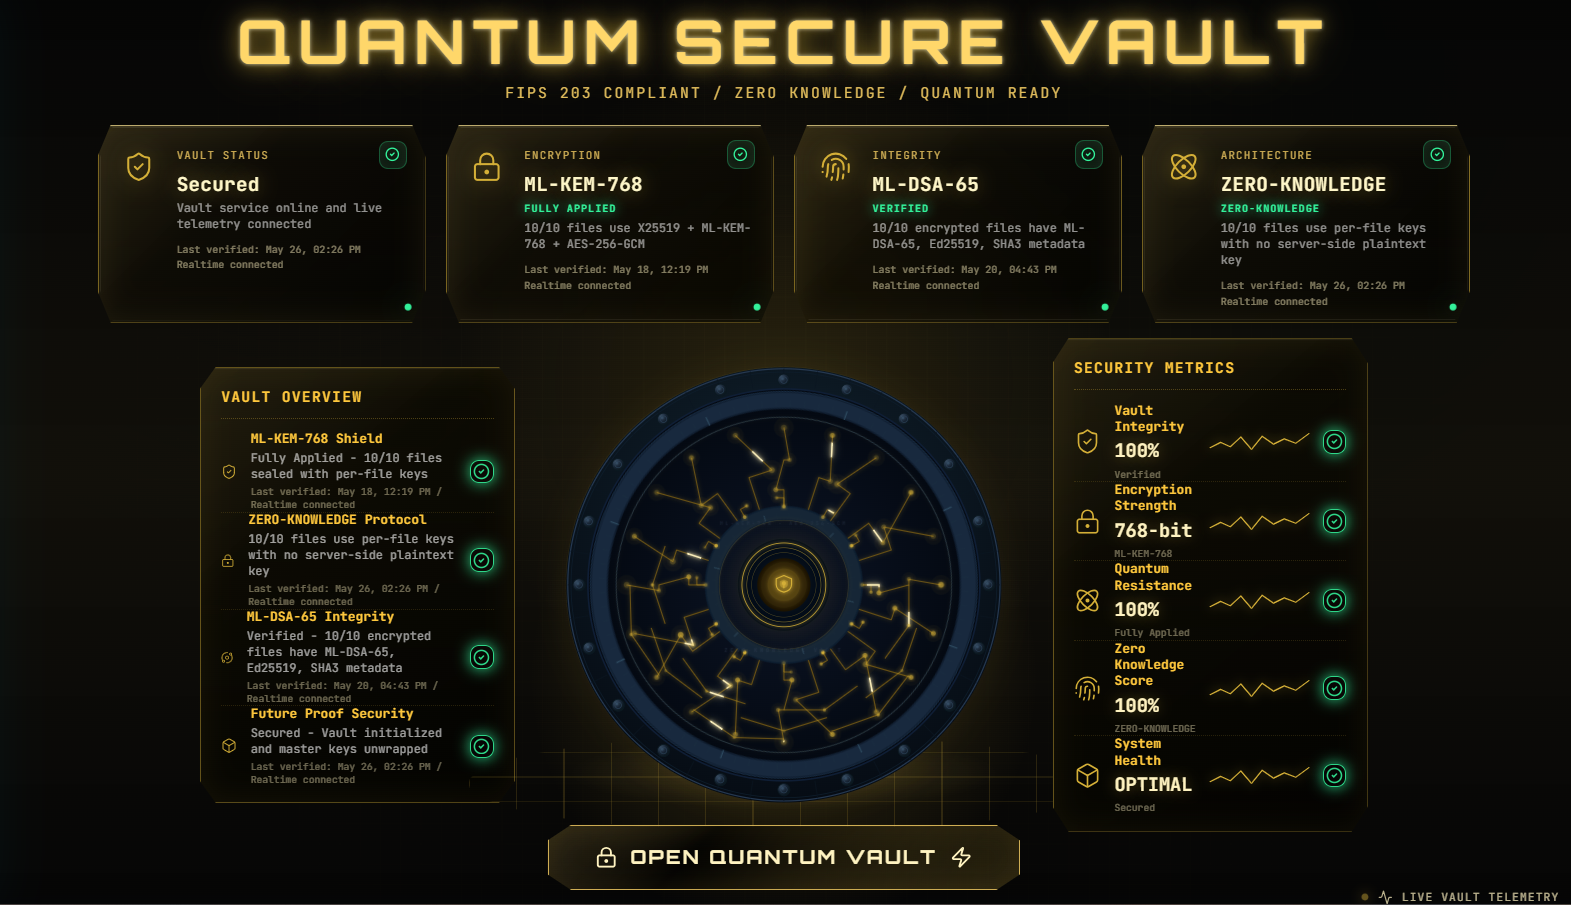 QUANTUM SECURE VAULT
FIPS 203 COMPLIANT / ZERO KNOWLEDGE / QUANTUM READY
VAULT STATUS
Secured
Vault service online and live
telemetry connected
Last verified: May 26, 02:26 PM
Realtime connected
ENCRYPTION
ML-KEM-768
FULLY APPLIED
10/10 files use X25519 + ML-KEM-
768 + AES-256-GCM
Last verified: May 18, 12:19 PM
Realtime connected
INTEGRITY
ML-DSA-65
VERIFIED
10/10 encrypted files have ML-
DSA-65, Ed25519, SHA3 metadata
Last verified: May 20, 04:43 PM
Realtime connected
ARCHITECTURE
ZERO-KNOWLEDGE
ZERO-KNOWLEDGE
10/10 files use per-file keys
with no server-side plaintext
key
Last verified: May 26, 02:26 PM
Realtime connected
VAULT OVERVIEW
ML-KEM-768 Shield
Fully Applied - 10/10 files
sealed with per-file keys
Last verified: May 18, 12:19 PM /
Realtime connected
ZERO-KNOWLEDGE Protocol
10/10 files use per-file keys
with no server-side plaintext
key
Last verified: May 26, 02:26 PM /
Realtime connected
ML-DSA-65 Integrity
Verified - 10/10 encrypted
files have ML-DSA-65,
Ed25519, SHA3 metadata
Last verified: May 20, 04:43 PM /
Realtime connected
Future Proof Security
Secured - Vault initialized
and master keys unwrapped
Last verified: May 26, 02:26 PM /
Realtime connected
SECURITY METRICS
Vault
Integrity
100%
Verified
Encryption
Strength
768-bit
ML-KEM-768
Quantum
Resistance
100%
Fully Applied
Zero
Knowledge
Score
100%
ZERO-KNOWLEDGE
System
Health
OPTIMAL
Secured
OPEN QUANTUM VAULT
LIVE VAULT TELEMETRY